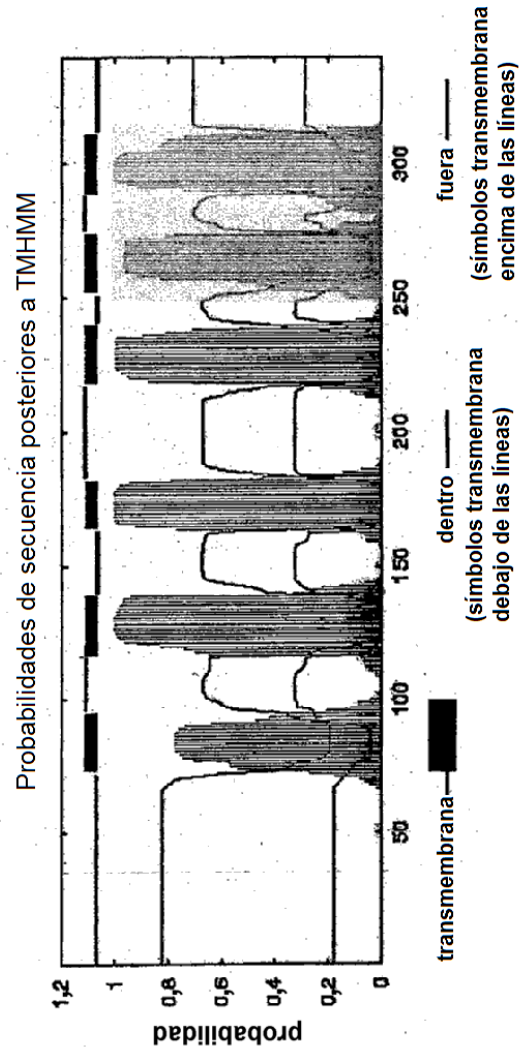 Probabilidades de secuencia posteriores a TMHMM
probabilidad
1,2
1
0,8
0,6
0,4
0,2
0
50
100
150
200
250
300
transmembrana
dentro
(símbolos transmembrana
debajo de las líneas)
fuera
(símbolos transmembrana
encima de las líneas)